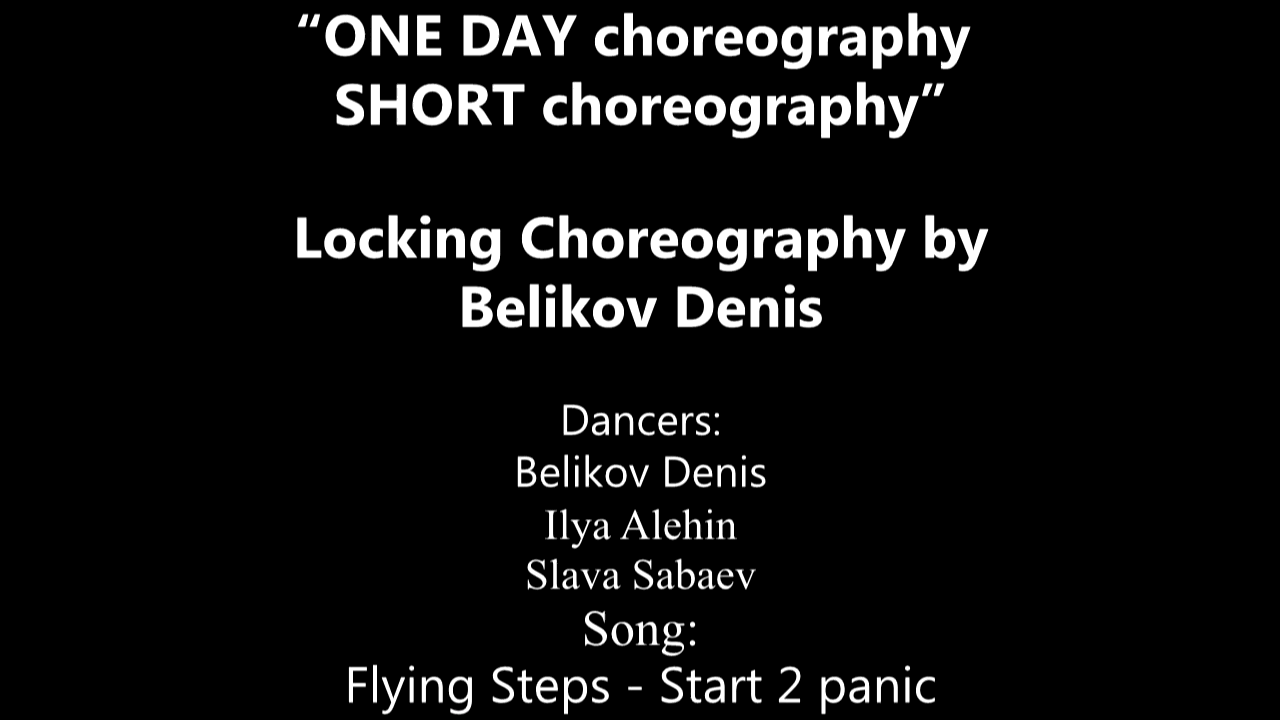 “ONE DAY choreography
SHORT choreography”
Locking Choreography by
Belikov Denis
Dancers:
Belikov Denis
Ilya Alehin
Slava Sabaev
Song:
Flying Steps - Start 2 panic